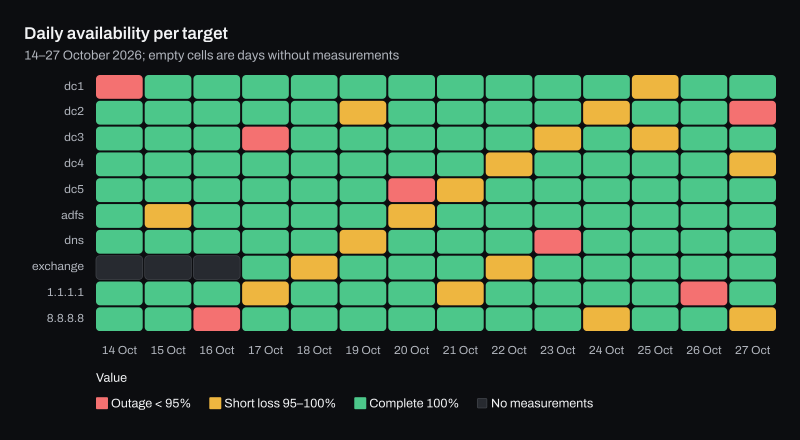 Daily availability per target
14–27 October 2026; empty cells are days without measurements
dc1
dc2
dc3
dc4
dc5
adfs
dns
exchange
1.1.1.1
8.8.8.8
14 Oct 15 Oct 16 Oct 17 Oct 18 Oct 19 Oct 20 Oct 21 Oct 22 Oct 23 Oct 24 Oct 25 Oct 26 Oct 27 Oct
Value
Outage < 95% Short loss 95–100% Complete 100% No measurements